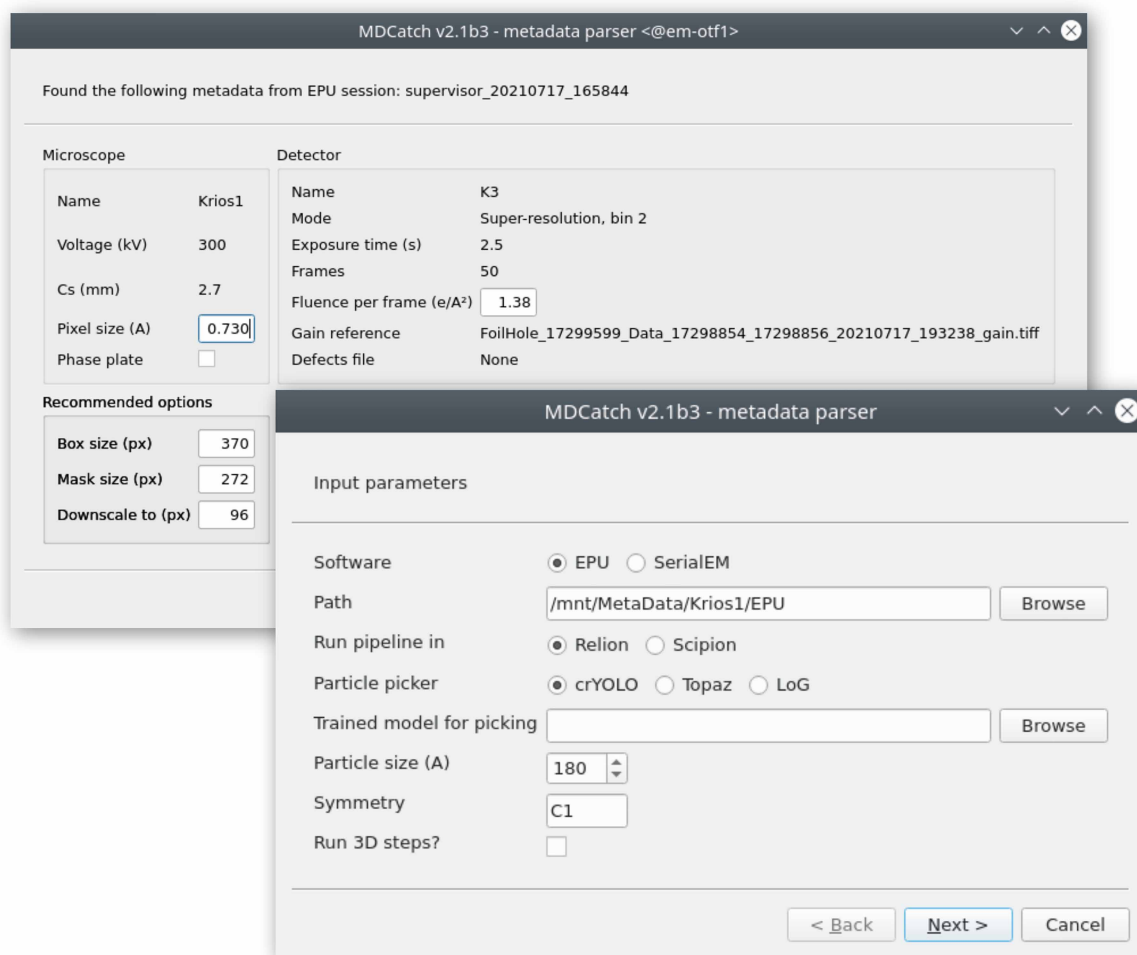 MDCatch v2.1b3 - metadata parser <@em-otf1>
Found the following metadata from EPU session: supervisor_20210717_165844
Microscope
Name Krios1
Voltage (kV) 300
Cs (mm) 2.7
Pixel size (A) 0.730
Phase plate
Detector
Name K3
Mode Super-resolution, bin 2
Exposure time (s) 2.5
Frames 50
Fluence per frame (e/A²) 1.38
Gain reference FoilHole_17299599_Data_17298854_17298856_20210717_193238_gain.tiff
Defects file None
Recommended options
Box size (px) 370
Mask size (px) 272
Downscale to (px) 96
MDCatch v2.1b3 - metadata parser
Input parameters
Software EPU SerialEM
Path /mnt/MetaData/Krios1/EPU Browse
Run pipeline in Relion Scipion
Particle picker crYOLO Topaz LoG
Trained model for picking Browse
Particle size (A) 180
Symmetry C1
Run 3D steps?
< Back Next > Cancel